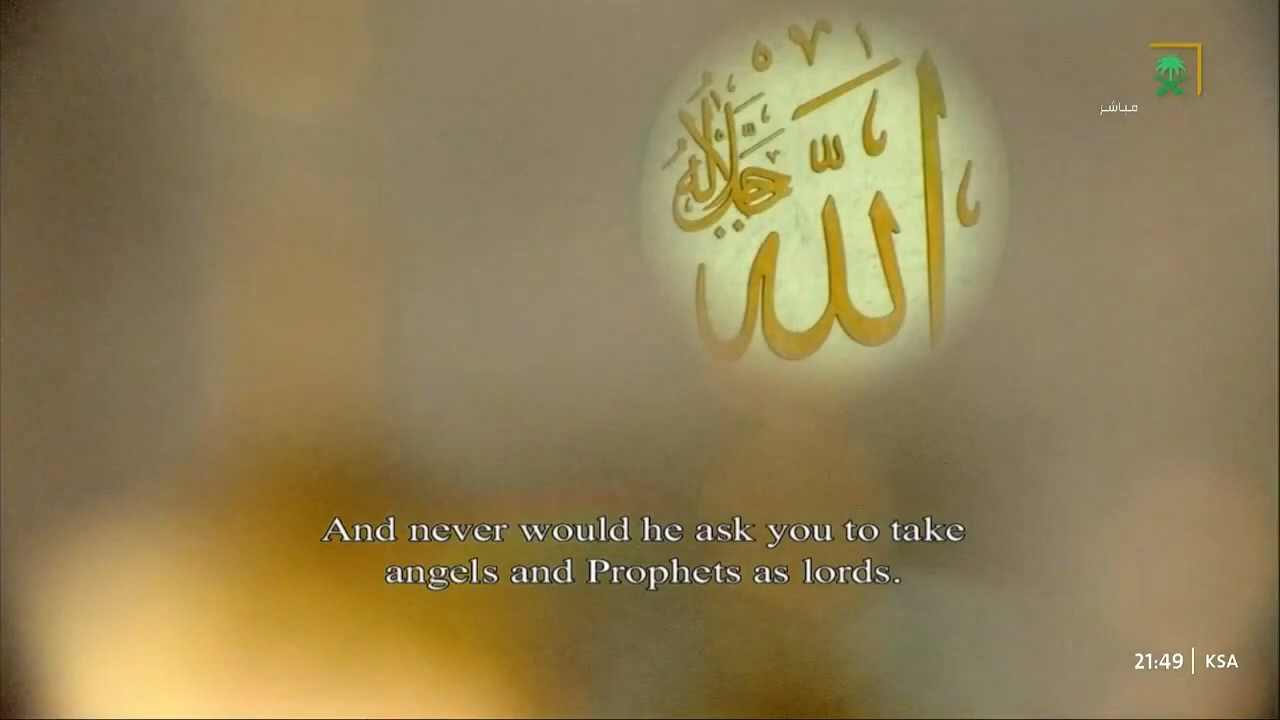 الله
جل جلاله
مباشر
And never would he ask you to take
angels and Prophets as lords.
21:49 | KSA